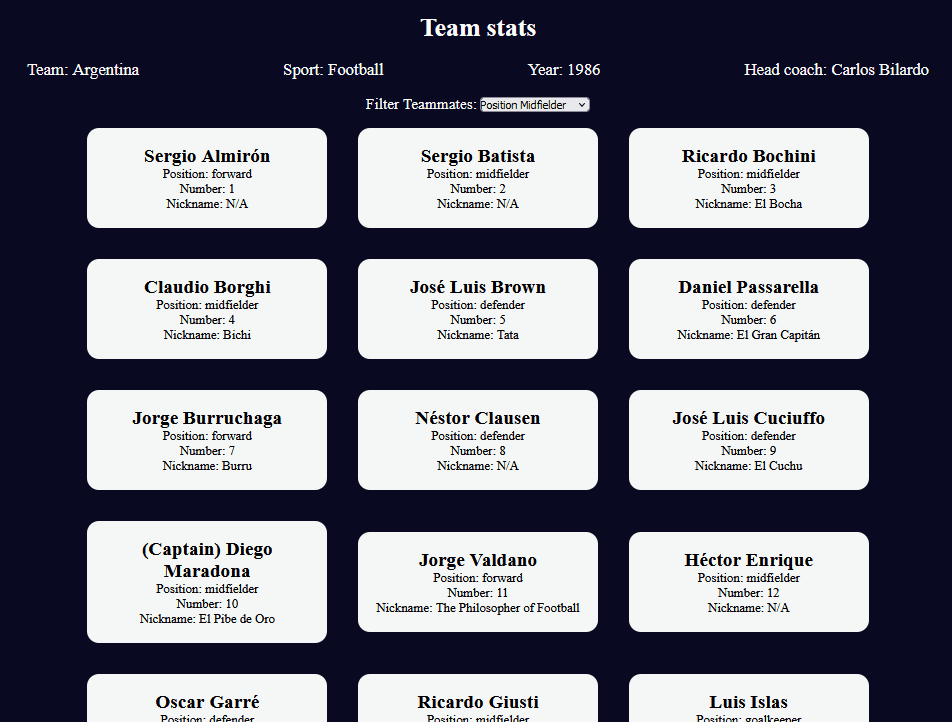 Team stats
Team: Argentina
Sport: Football
Year: 1986
Head coach: Carlos Bilardo
Filter Teammates: Position Midfielder
Sergio Almirón
Position: forward
Number: 1
Nickname: N/A
Sergio Batista
Position: midfielder
Number: 2
Nickname: N/A
Ricardo Bochini
Position: midfielder
Number: 3
Nickname: El Bocha
Claudio Borghi
Position: midfielder
Number: 4
Nickname: Bichi
José Luis Brown
Position: defender
Number: 5
Nickname: Tata
Daniel Passarella
Position: defender
Number: 6
Nickname: El Gran Capitán
Jorge Burruchaga
Position: forward
Number: 7
Nickname: Burru
Néstor Clausen
Position: defender
Number: 8
Nickname: N/A
José Luis Cuciuffo
Position: defender
Number: 9
Nickname: El Cuchu
(Captain) Diego
Maradona
Position: midfielder
Number: 10
Nickname: El Pibe de Oro
Jorge Valdano
Position: forward
Number: 11
Nickname: The Philosopher of Football
Héctor Enrique
Position: midfielder
Number: 12
Nickname: N/A
Oscar Garré
Position: defender
Ricardo Giusti
Position: midfielder
Luis Islas
Position: goalkeeper